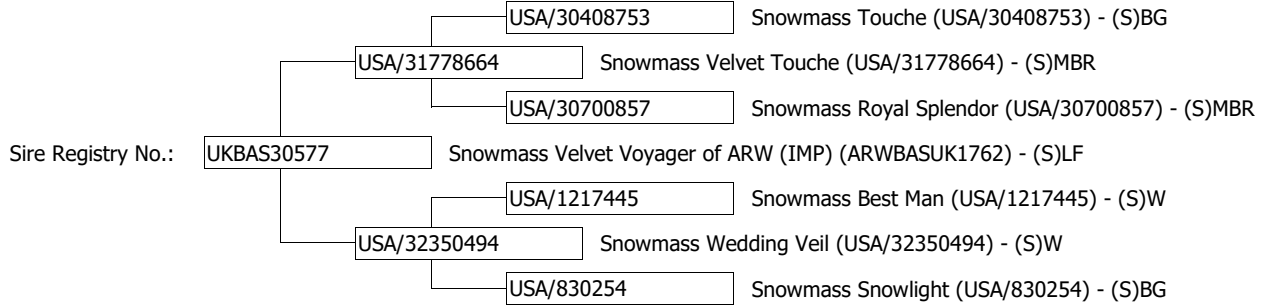 USA/30408753 Snowmass Touche (USA/30408753) - (S)BG
USA/31778664 Snowmass Velvet Touche (USA/31778664) - (S)MBR
USA/30700857 Snowmass Royal Splendor (USA/30700857) - (S)MBR
Sire Registry No.: UKBAS30577 Snowmass Velvet Voyager of ARW (IMP) (ARWBASUK1762) - (S)LF
USA/1217445 Snowmass Best Man (USA/1217445) - (S)W
USA/32350494 Snowmass Wedding Veil (USA/32350494) - (S)W
USA/830254 Snowmass Snowlight (USA/830254) - (S)BG